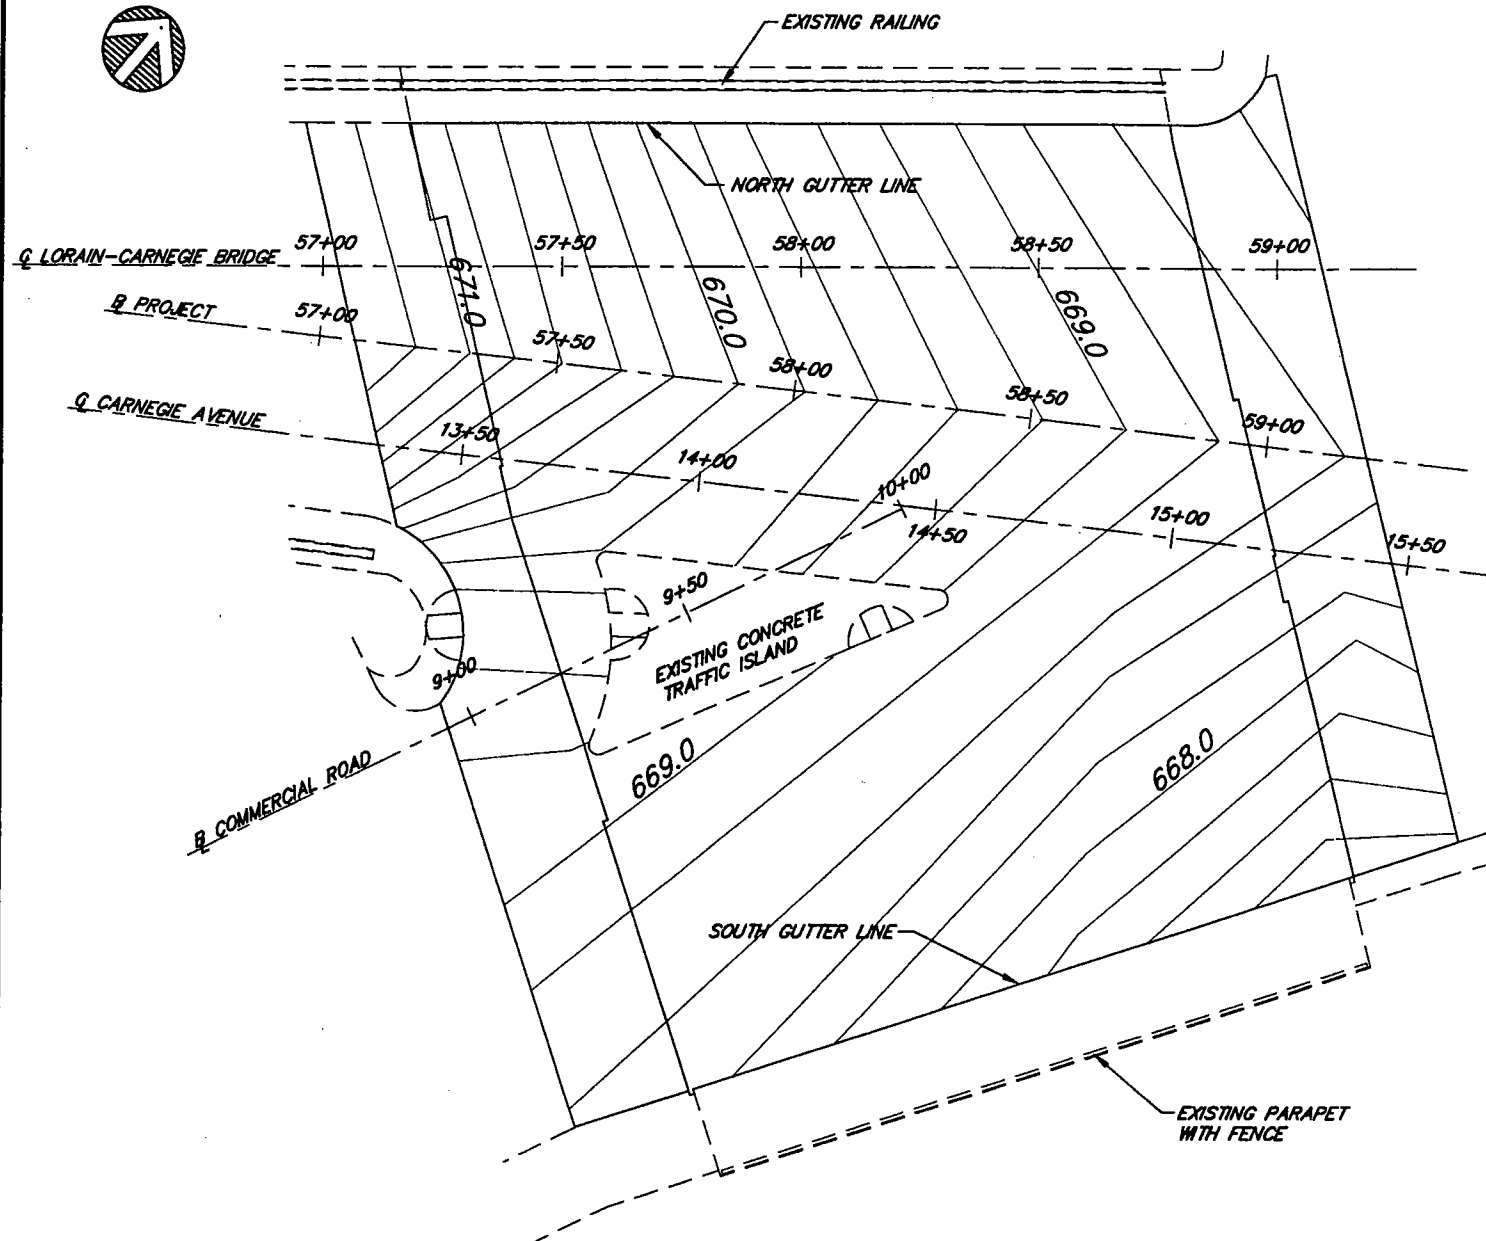 EXISTING RAILING
NORTH GUTTER LINE
℄ LORAIN-CARNEGIE BRIDGE
57+00
57+50
58+00
58+50
59+00
671.0
670.0
669.0
B̲ PROJECT
57+00
57+50
58+00
58+50
59+00
℄ CARNEGIE AVENUE
13+50
14+00
10+00
14+50
15+00
15+50
9+50
EXISTING CONCRETE
TRAFFIC ISLAND
9+00
669.0
668.0
B̲ COMMERCIAL ROAD
SOUTH GUTTER LINE
EXISTING PARAPET
WITH FENCE